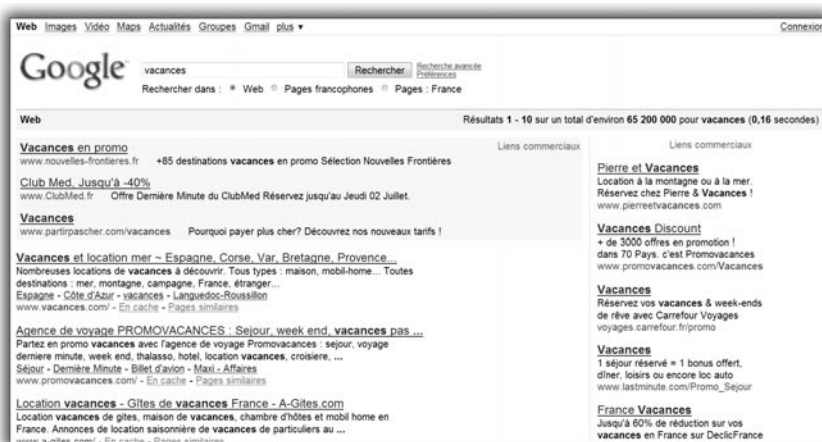 Web Images Vidéo Maps Actualités Groupes Gmail plus ▼
Connexion
Google
vacances
Rechercher
Recherche avancée
Préférences
Rechercher dans : Web Pages francophones Pages : France
Web
Résultats 1 - 10 sur un total d'environ 65 200 000 pour vacances (0,16 secondes)
Liens commerciaux
Vacances en promo
www.nouvelles-frontieres.fr +85 destinations vacances en promo Sélection Nouvelles Frontières
Club Med, Jusqu'à -40%
www.ClubMed.fr Offre Dernière Minute du ClubMed Réservez jusqu'au Jeudi 02 Juillet.
Vacances
www.partirpascher.com/vacances Pourquoi payer plus cher? Découvrez nos nouveaux tarifs !
Vacances et location mer ~ Espagne, Corse, Var, Bretagne, Provence...
Nombreuses locations de vacances à découvrir. Tous types : maison, mobil-home... Toutes
destinations : mer, montagne, campagne, France, étranger...
Espagne - Côte d'Azur - vacances - Languedoc-Roussillon
www.vacances.com/ - En cache - Pages similaires
Agence de voyage PROMOVACANCES : Sejour, week end, vacances pas ...
Partez en promo vacances avec l'agence de voyage Promovacances : sejour, voyage
derniere minute, week end, thalasso, hotel, location vacances, croisiere, ...
Séjour - Dernière Minute - Billet d'avion - Maxi - Affaires
www.promovacances.com/ - En cache - Pages similaires
Location vacances - Gîtes de vacances France - A-Gites.com
Location vacances de gites, maison de vacances, chambre d'hôtes et mobil home en
France. Annonces de location saisonnière de vacances de particuliers au ...
www.a-gites.com/ - En cache - Pages similaires
Liens commerciaux
Pierre et Vacances
Location à la montagne ou à la mer.
Réservez chez Pierre & Vacances !
www.pierreetvacances.com
Vacances Discount
+ de 3000 offres en promotion !
dans 70 Pays. c'est Promovacances
www.promovacances.com/Vacances
Vacances
Réservez vos vacances & week-ends
de rêve avec Carrefour Voyages
voyages.carrefour.fr/promo
Vacances
1 séjour réservé = 1 bonus offert,
dîner, loisirs ou encore loc auto
www.lastminute.com/Promo_Sejour
France Vacances
Jusqu'à 60% de réduction sur vos
vacances en France sur DeclicFrance